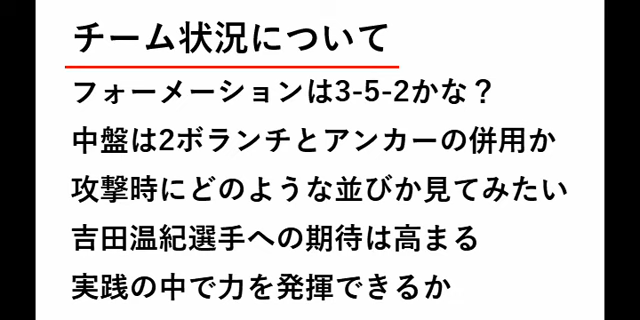 チーム状況について
フォーメーションは3-5-2かな？
中盤は2ボランチとアンカーの併用か
攻撃時にどのような並びか見てみたい
吉田温紀選手への期待は高まる
実践の中で力を発揮できるか